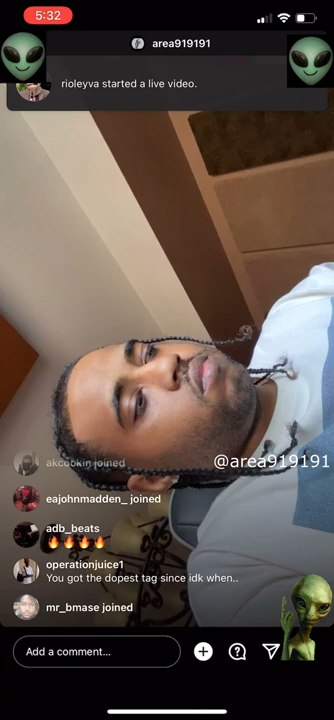 5:32
area919191
rioleyva started a live video.
akcookin joined
@area919191
eajohnmadden_ joined
adb_beats
🔥🔥🔥🔥
operationjuice1
You got the dopest tag since idk when..
mr_bmase joined
Add a comment...